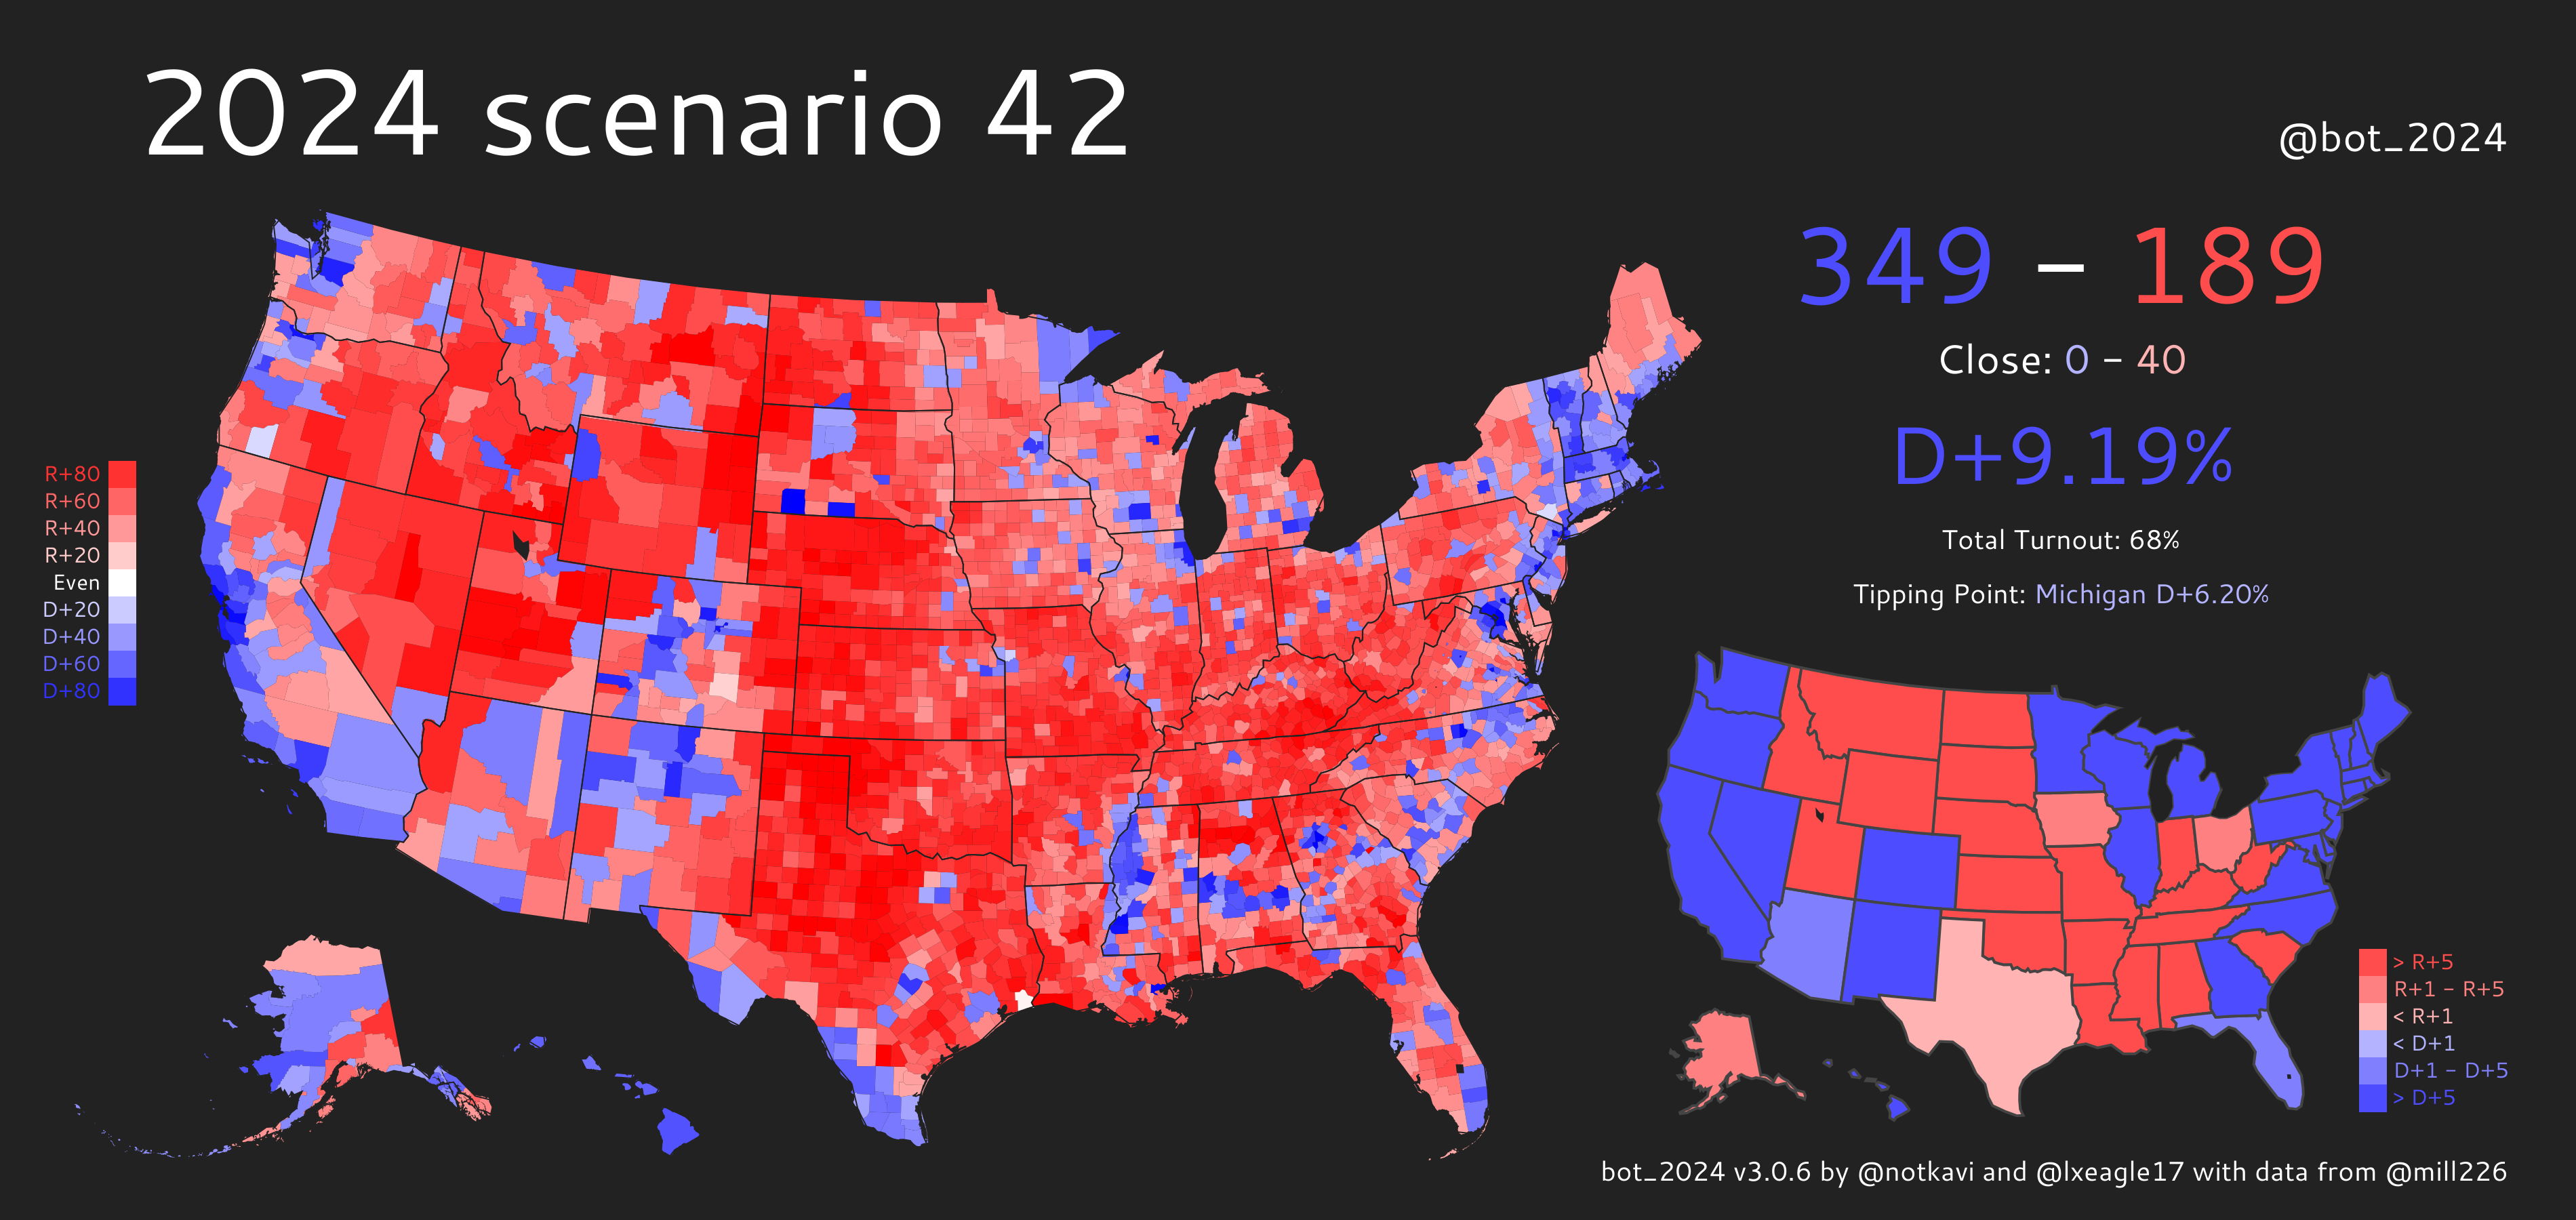 2024 scenario 42
@bot_2024
349 – 189
Close: 0 – 40
D+9.19%
Total Turnout: 68%
Tipping Point: Michigan D+6.20%
R+80
R+60
R+40
R+20
Even
D+20
D+40
D+60
D+80
> R+5
R+1 – R+5
< R+1
< D+1
D+1 – D+5
> D+5
bot_2024 v3.0.6 by @notkavi and @lxeagle17 with data from @mill226